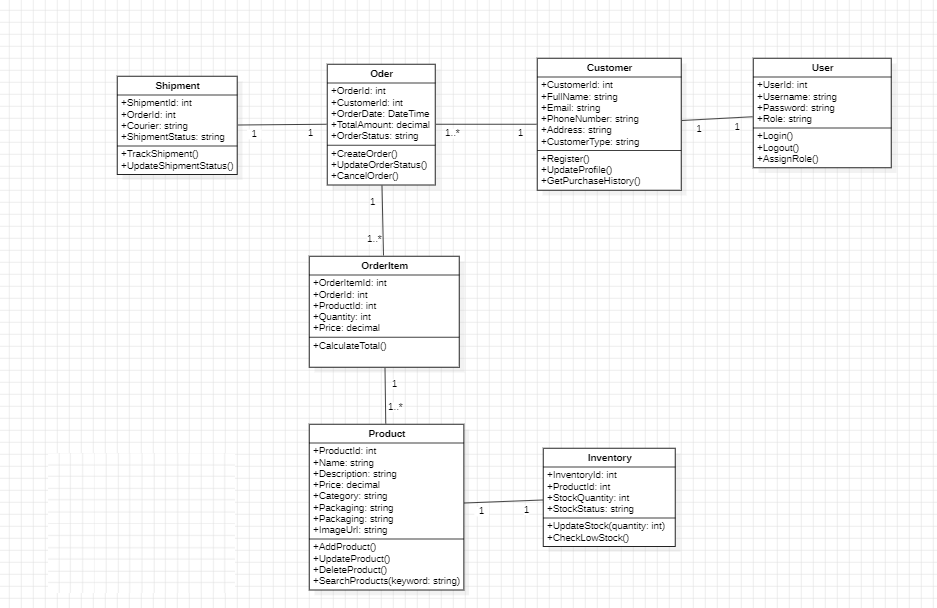 Shipment
+ShipmentId: int
+OrderId: int
+Courier: string
+ShipmentStatus: string
+TrackShipment()
+UpdateShipmentStatus()
1
1
Oder
+OrderId: int
+CustomerId: int
+OrderDate: DateTime
+TotalAmount: decimal
+OrderStatus: string
+CreateOrder()
+UpdateOrderStatus()
+CancelOrder()
1..*
1
Customer
+CustomerId: int
+FullName: string
+Email: string
+PhoneNumber: string
+Address: string
+CustomerType: string
+Register()
+UpdateProfile()
+GetPurchaseHistory()
1
1
User
+UserId: int
+Username: string
+Password: string
+Role: string
+Login()
+Logout()
+AssignRole()
1
1..*
OrderItem
+OrderItemId: int
+OrderId: int
+ProductId: int
+Quantity: int
+Price: decimal
+CalculateTotal()
1
1..*
Product
+ProductId: int
+Name: string
+Description: string
+Price: decimal
+Category: string
+Packaging: string
+Packaging: string
+ImageUrl: string
+AddProduct()
+UpdateProduct()
+DeleteProduct()
+SearchProducts(keyword: string)
1
1
Inventory
+InventoryId: int
+ProductId: int
+StockQuantity: int
+StockStatus: string
+UpdateStock(quantity: int)
+CheckLowStock()